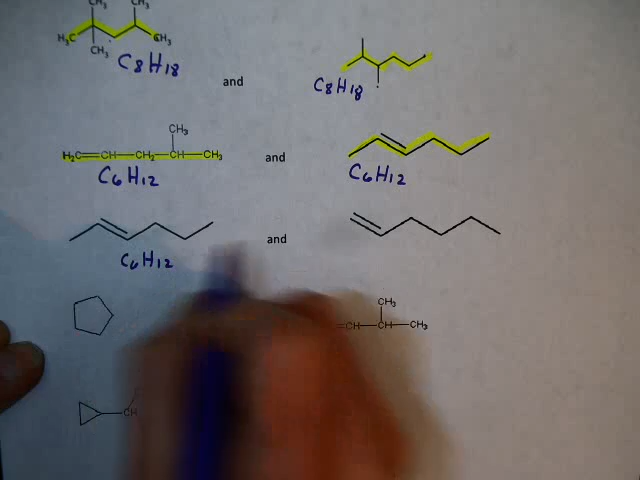 CH₃ CH₃
H₃C CH₃
CH₃
C₈H₁₈ and C₈H₁₈
CH₃
H₂C=CH—CH₂—CH—CH₃ and
C₆H₁₂ C₆H₁₂
and
C₆H₁₂
CH₃
=CH—CH—CH₃
CH